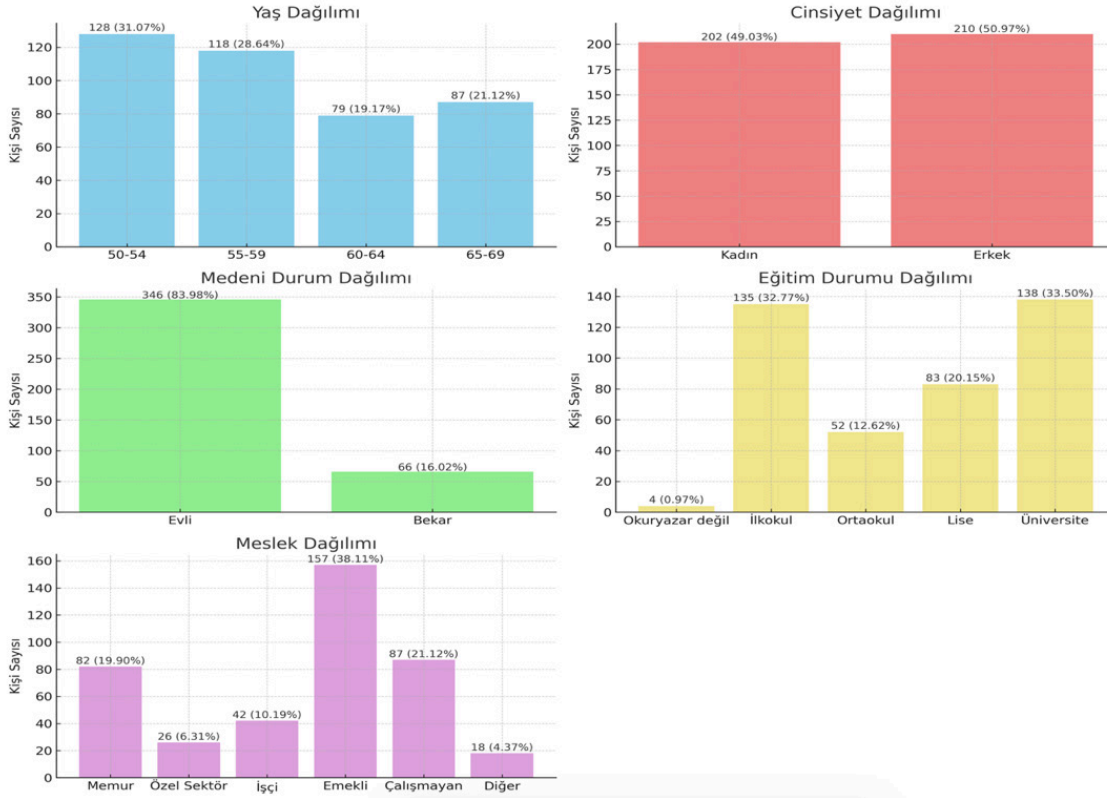 Yaş Dağılımı
Kişi Sayısı
120
100
80
60
40
20
0
128 (31.07%)
118 (28.64%)
79 (19.17%)
87 (21.12%)
50-54
55-59
60-64
65-69
Cinsiyet Dağılımı
Kişi Sayısı
200
175
150
125
100
75
50
25
0
202 (49.03%)
210 (50.97%)
Kadın
Erkek
Medeni Durum Dağılımı
Kişi Sayısı
350
300
250
200
150
100
50
0
346 (83.98%)
66 (16.02%)
Evli
Bekar
Eğitim Durumu Dağılımı
Kişi Sayısı
140
120
100
80
60
40
20
0
4 (0.97%)
135 (32.77%)
52 (12.62%)
83 (20.15%)
138 (33.50%)
Okuryazar değil
İlkokul
Ortaokul
Lise
Üniversite
Meslek Dağılımı
Kişi Sayısı
160
140
120
100
80
60
40
20
0
82 (19.90%)
26 (6.31%)
42 (10.19%)
157 (38.11%)
87 (21.12%)
18 (4.37%)
Memur
Özel Sektör
İşçi
Emekli
Çalışmayan
Diğer